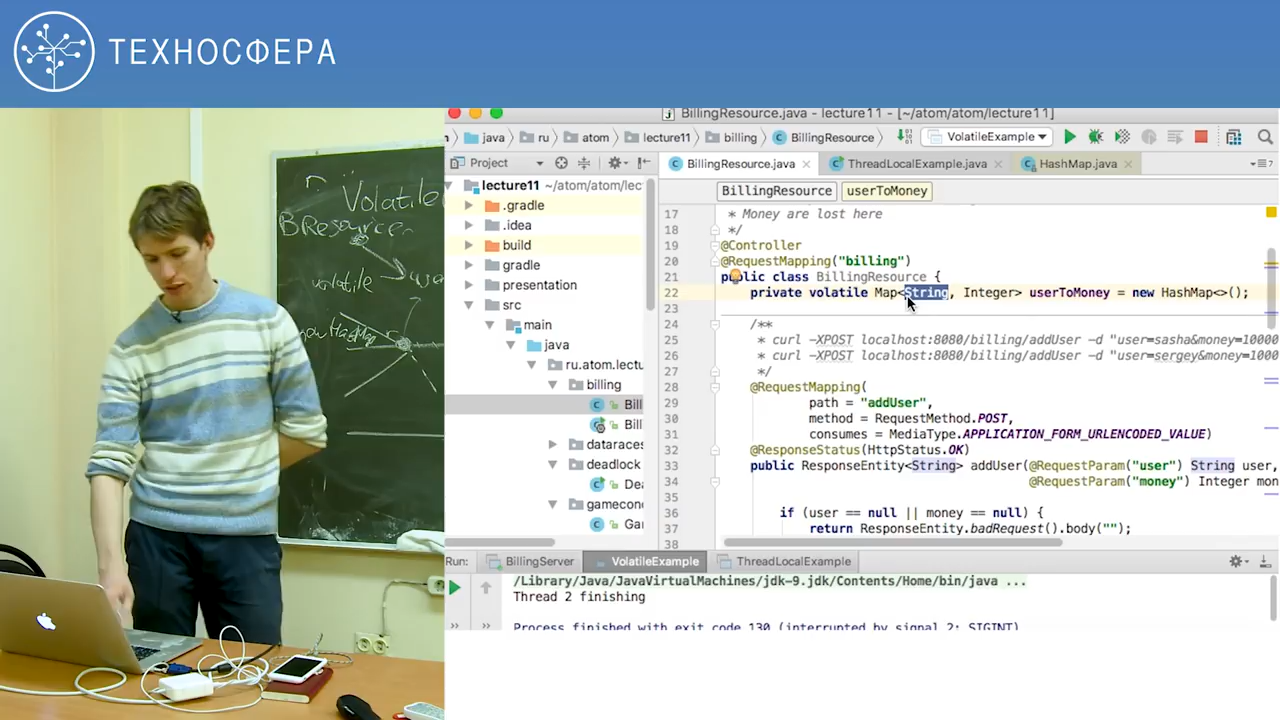 ТЕХНОСФЕРА
BillingResource.java - lecture11 - [~/atom/atom/lecture11]
java ru atom lecture11 billing BillingResource VolatileExample
Project BillingResource.java ThreadLocalExample.java HashMap.java
BillingResource userToMoney
lecture11 ~/atom/atom/lec
.gradle
.idea
build
gradle
presentation
src
main
java
ru.atom.lectu
billing
Bil
Bil
dataraces
deadlock
Dea
gamecon
Ga
17 * Money are lost here
18 */
19 @Controller
20 @RequestMapping("billing")
21 public class BillingResource {
22 private volatile Map<String, Integer> userToMoney = new HashMap<>();
23
24 /**
25 * curl -XPOST localhost:8080/billing/addUser -d "user=sasha&money=10000
26 * curl -XPOST localhost:8080/billing/addUser -d "user=sergey&money=1000
27 */
28 @RequestMapping(
29 path = "addUser",
30 method = RequestMethod.POST,
31 consumes = MediaType.APPLICATION_FORM_URLENCODED_VALUE)
32 @ResponseStatus(HttpStatus.OK)
33 public ResponseEntity<String> addUser(@RequestParam("user") String user,
34 @RequestParam("money") Integer mon
35
36 if (user == null || money == null) {
37 return ResponseEntity.badRequest().body("");
38
Run: BillingServer VolatileExample ThreadLocalExample
/Library/Java/JavaVirtualMachines/jdk-9.jdk/Contents/Home/bin/java ...
Thread 2 finishing
Process finished with exit code 130 (interrupted by signal 2: SIGINT)
Volatile
BResource
volatile